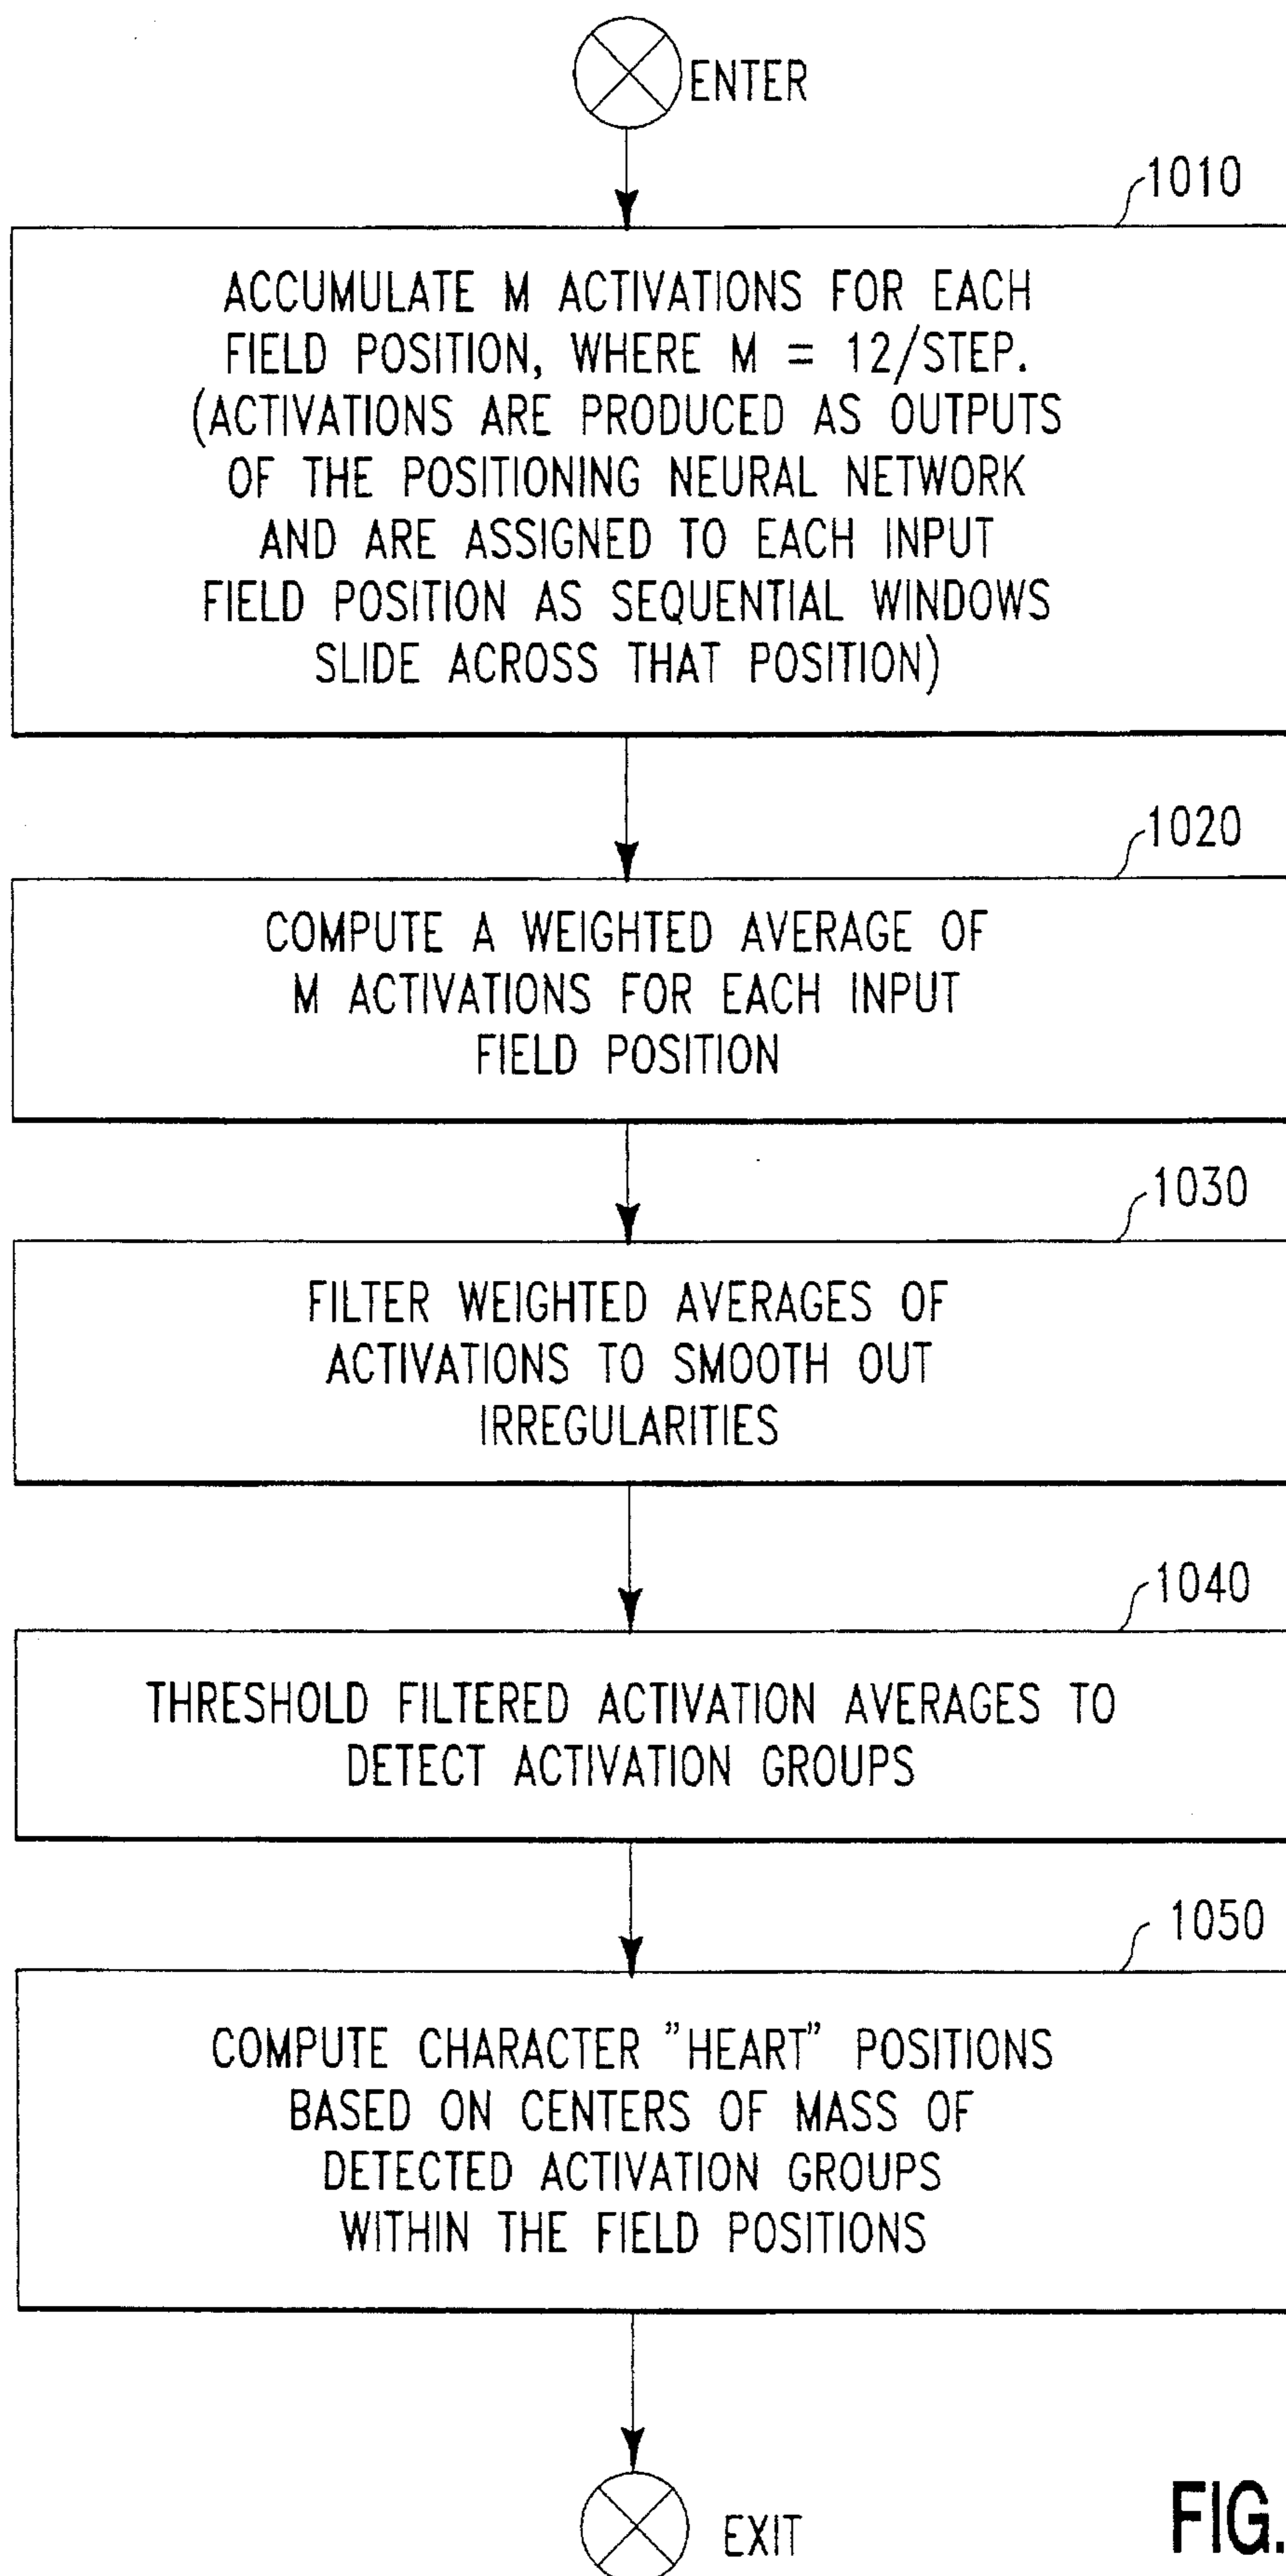 ENTER
1010
ACCUMULATE M ACTIVATIONS FOR EACH
FIELD POSITION, WHERE M = 12/STEP.
(ACTIVATIONS ARE PRODUCED AS OUTPUTS
OF THE POSITIONING NEURAL NETWORK
AND ARE ASSIGNED TO EACH INPUT
FIELD POSITION AS SEQUENTIAL WINDOWS
SLIDE ACROSS THAT POSITION)
1020
COMPUTE A WEIGHTED AVERAGE OF
M ACTIVATIONS FOR EACH INPUT
FIELD POSITION
1030
FILTER WEIGHTED AVERAGES OF
ACTIVATIONS TO SMOOTH OUT
IRREGULARITIES
1040
THRESHOLD FILTERED ACTIVATION AVERAGES TO
DETECT ACTIVATION GROUPS
1050
COMPUTE CHARACTER ”HEART” POSITIONS
BASED ON CENTERS OF MASS OF
DETECTED ACTIVATION GROUPS
WITHIN THE FIELD POSITIONS
EXIT
FIG.